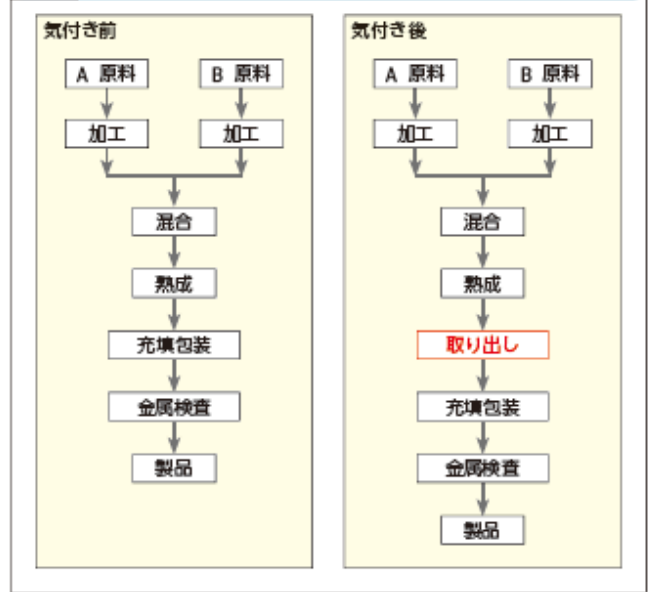 気付き前
A 原料
B 原料
加工
加工
混合
熟成
充填包装
金属検査
製品
気付き後
A 原料
B 原料
加工
加工
混合
熟成
取り出し
充填包装
金属検査
製品